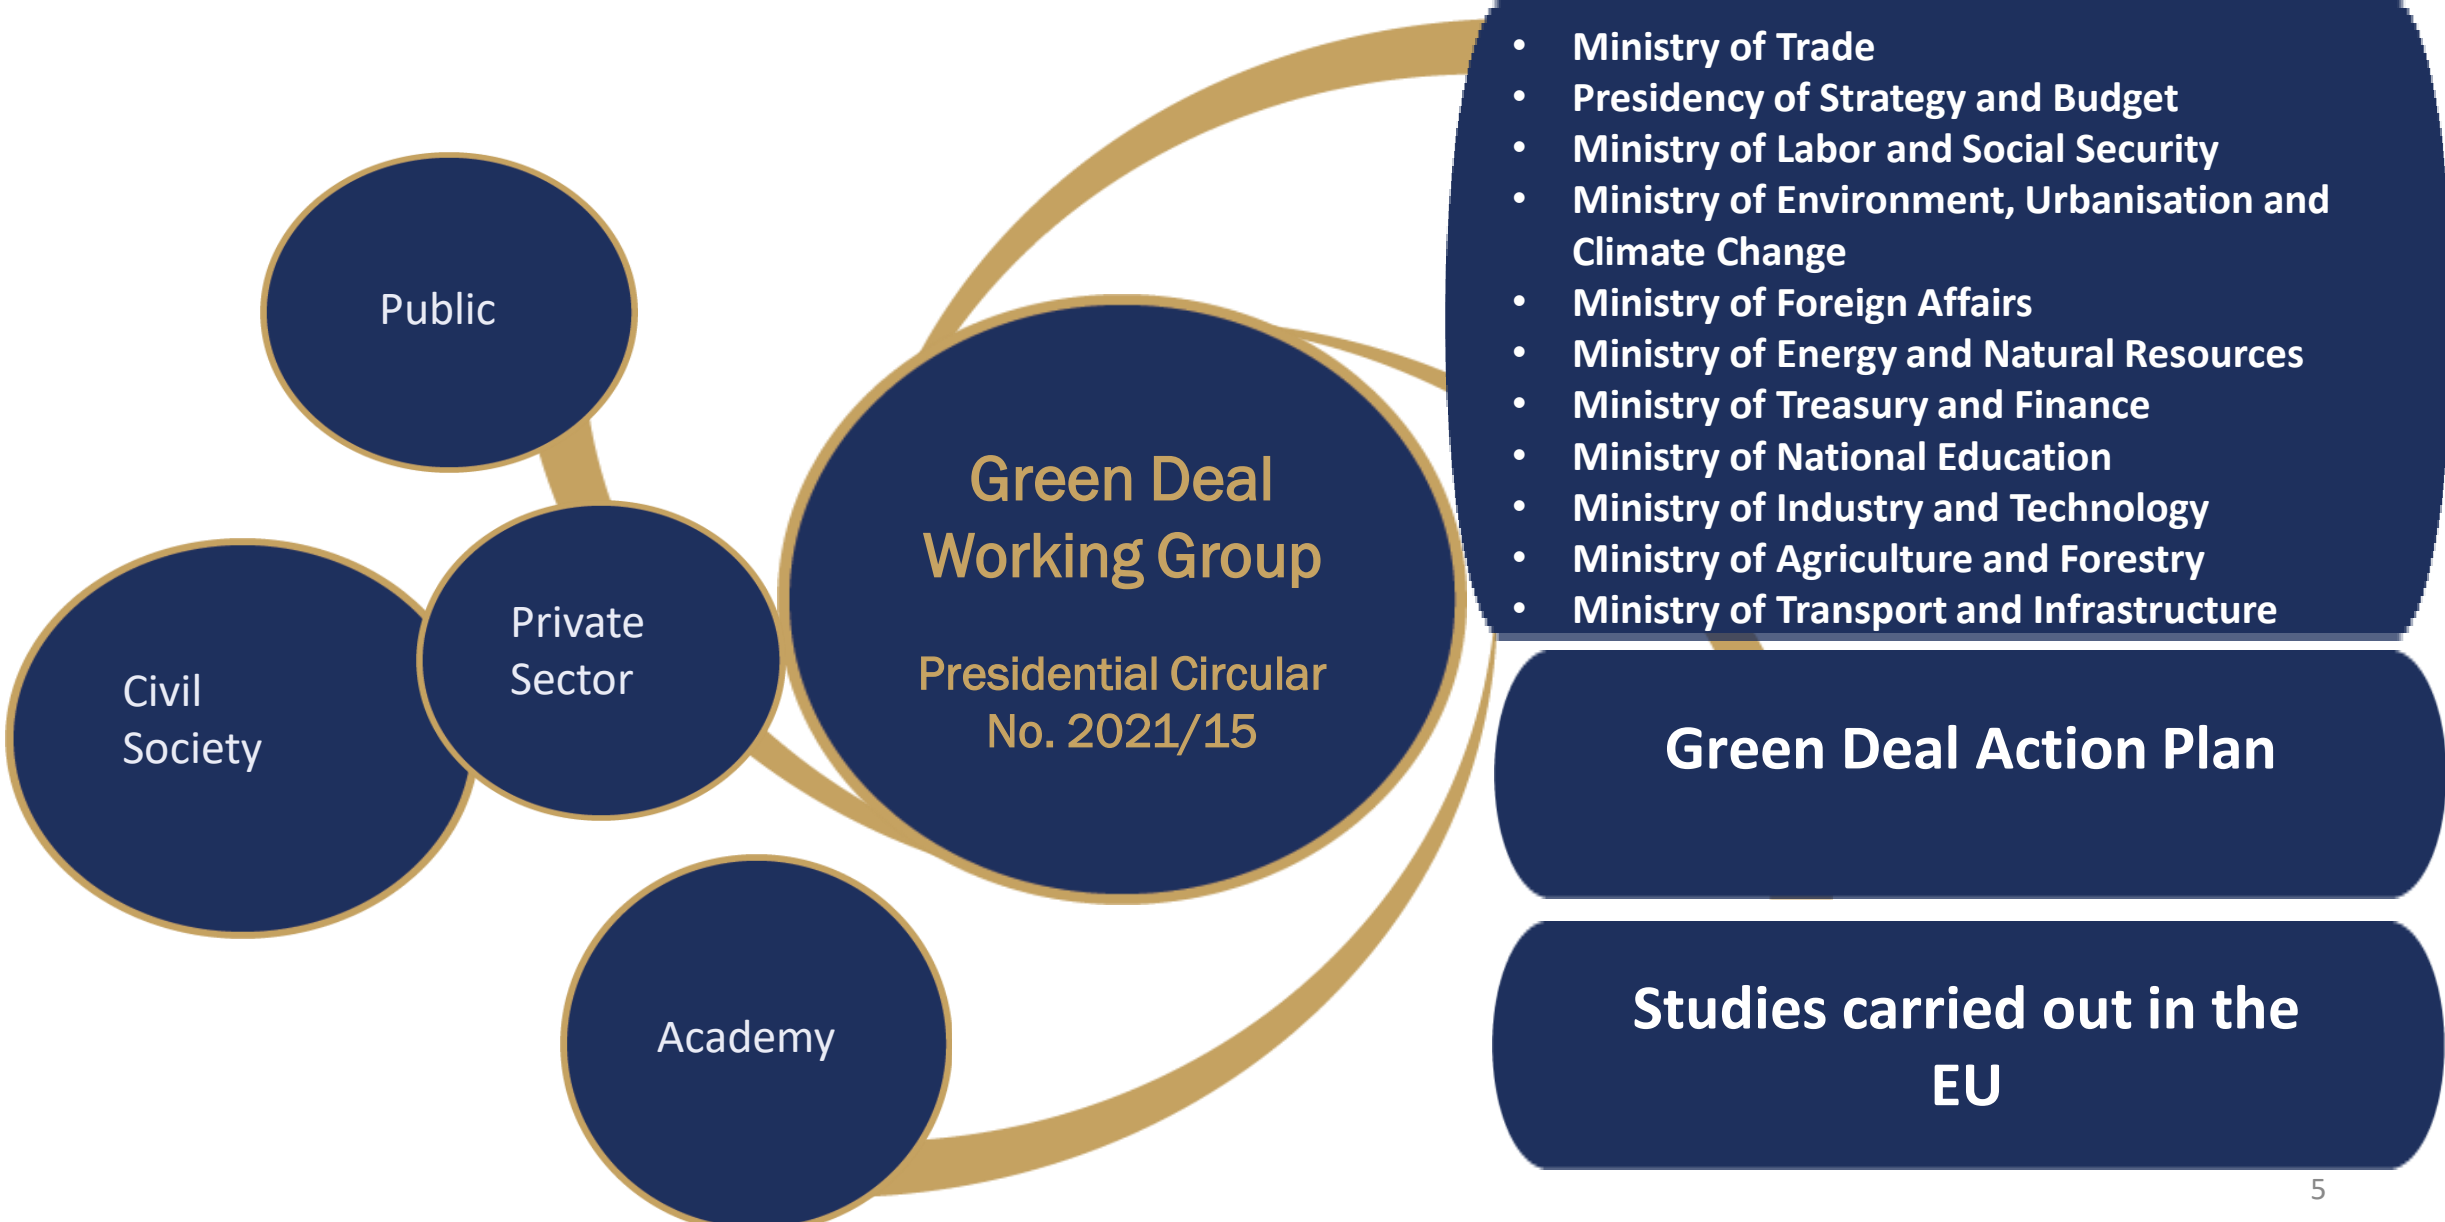 Public
Civil
Society
Private
Sector
Academy
Green Deal
Working Group
Presidential Circular
No. 2021/15
• Ministry of Trade
• Presidency of Strategy and Budget
• Ministry of Labor and Social Security
• Ministry of Environment, Urbanisation and
Climate Change
• Ministry of Foreign Affairs
• Ministry of Energy and Natural Resources
• Ministry of Treasury and Finance
• Ministry of National Education
• Ministry of Industry and Technology
• Ministry of Agriculture and Forestry
• Ministry of Transport and Infrastructure
Green Deal Action Plan
Studies carried out in the
EU
5